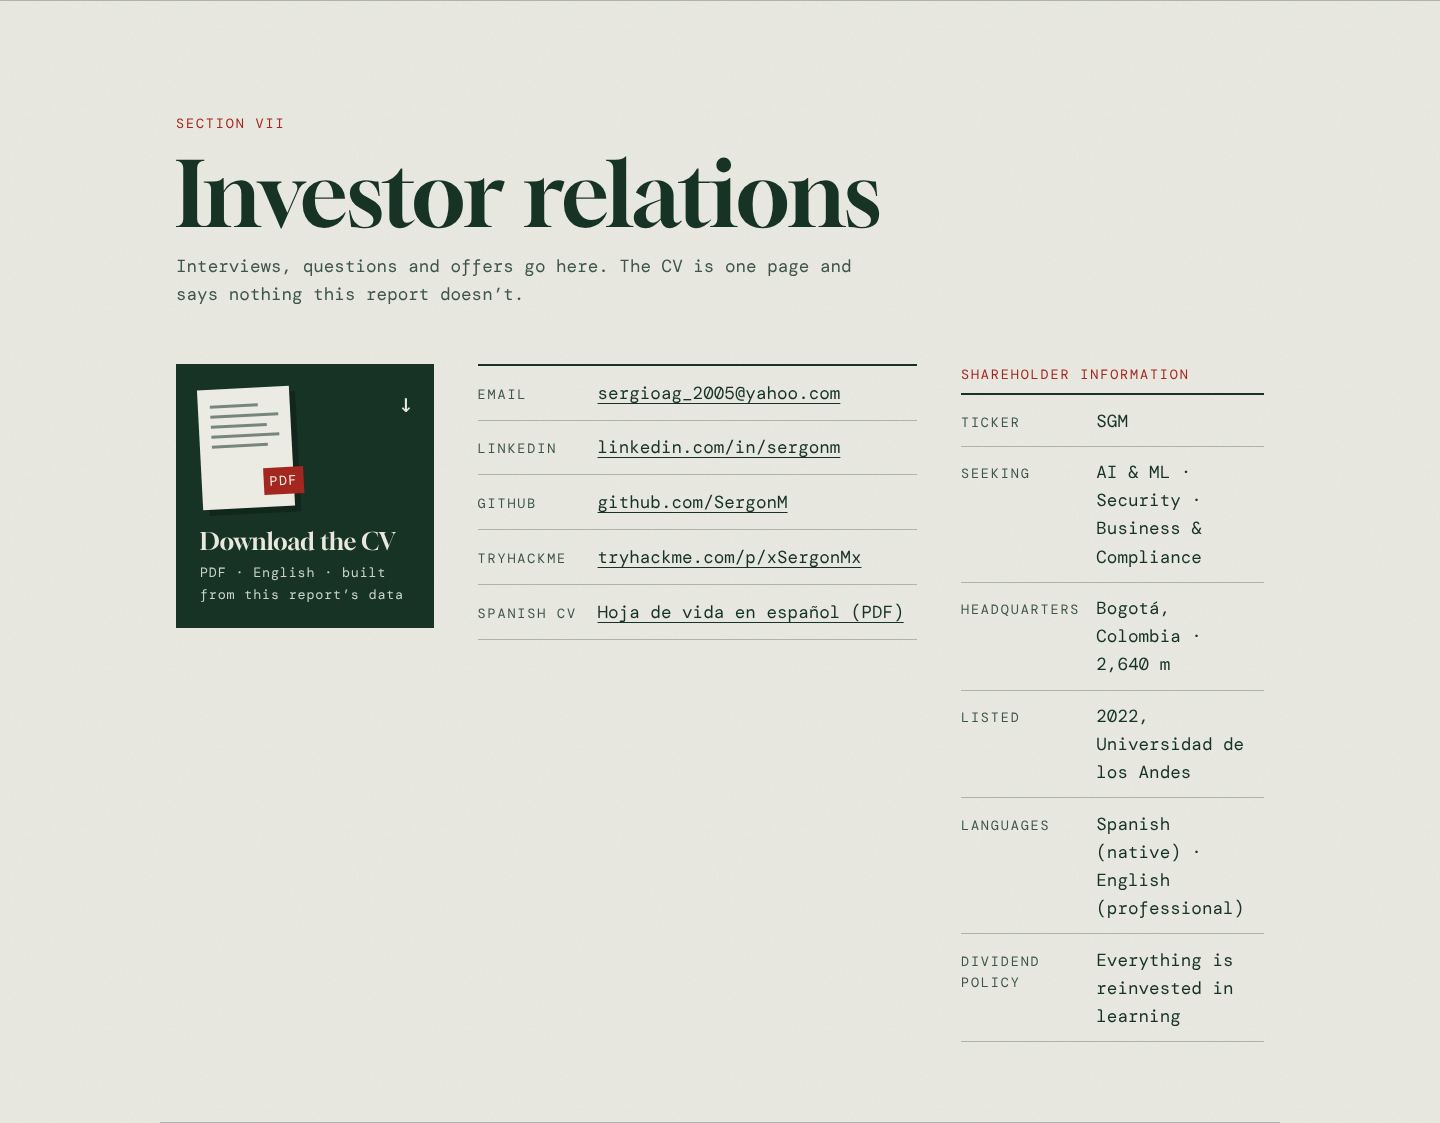 SECTION VII
Investor relations
Interviews, questions and offers go here. The CV is one page and
says nothing this report doesn’t.
↓
PDF
Download the CV
PDF · English · built
from this report’s data
EMAIL sergioag_2005@yahoo.com
LINKEDIN linkedin.com/in/sergonm
GITHUB github.com/SergonM
TRYHACKME tryhackme.com/p/xSergonMx
SPANISH CV Hoja de vida en español (PDF)
SHAREHOLDER INFORMATION
TICKER SGM
SEEKING AI & ML ·
Security ·
Business &
Compliance
HEADQUARTERS Bogotá,
Colombia ·
2,640 m
LISTED 2022,
Universidad de
los Andes
LANGUAGES Spanish
(native) ·
English
(professional)
DIVIDEND Everything is
POLICY reinvested in
learning